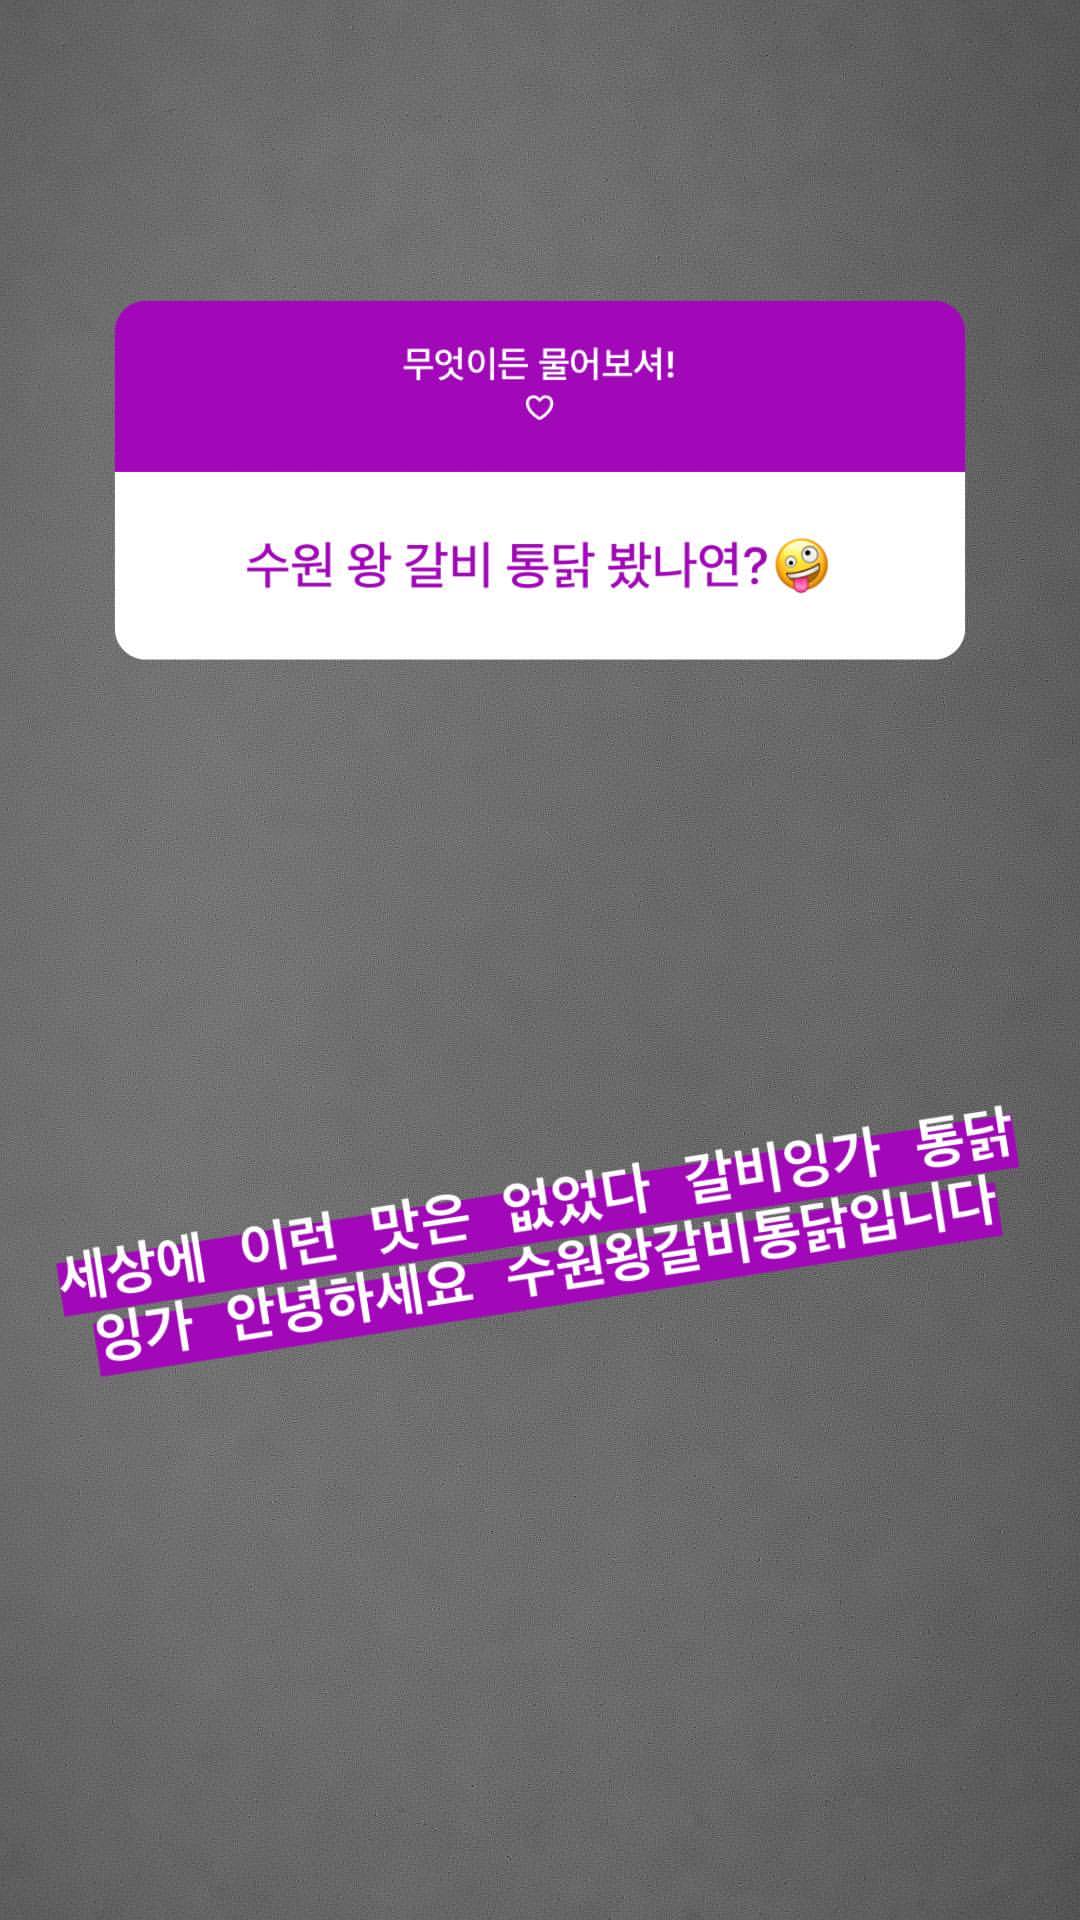 무엇이든 물어보셔!
♡
수원 왕 갈비 통닭 봤나연?🤪
세상에 이런 맛은 없었다 갈비잉가 통닭
잉가 안녕하세요 수원왕갈비통닭입니다